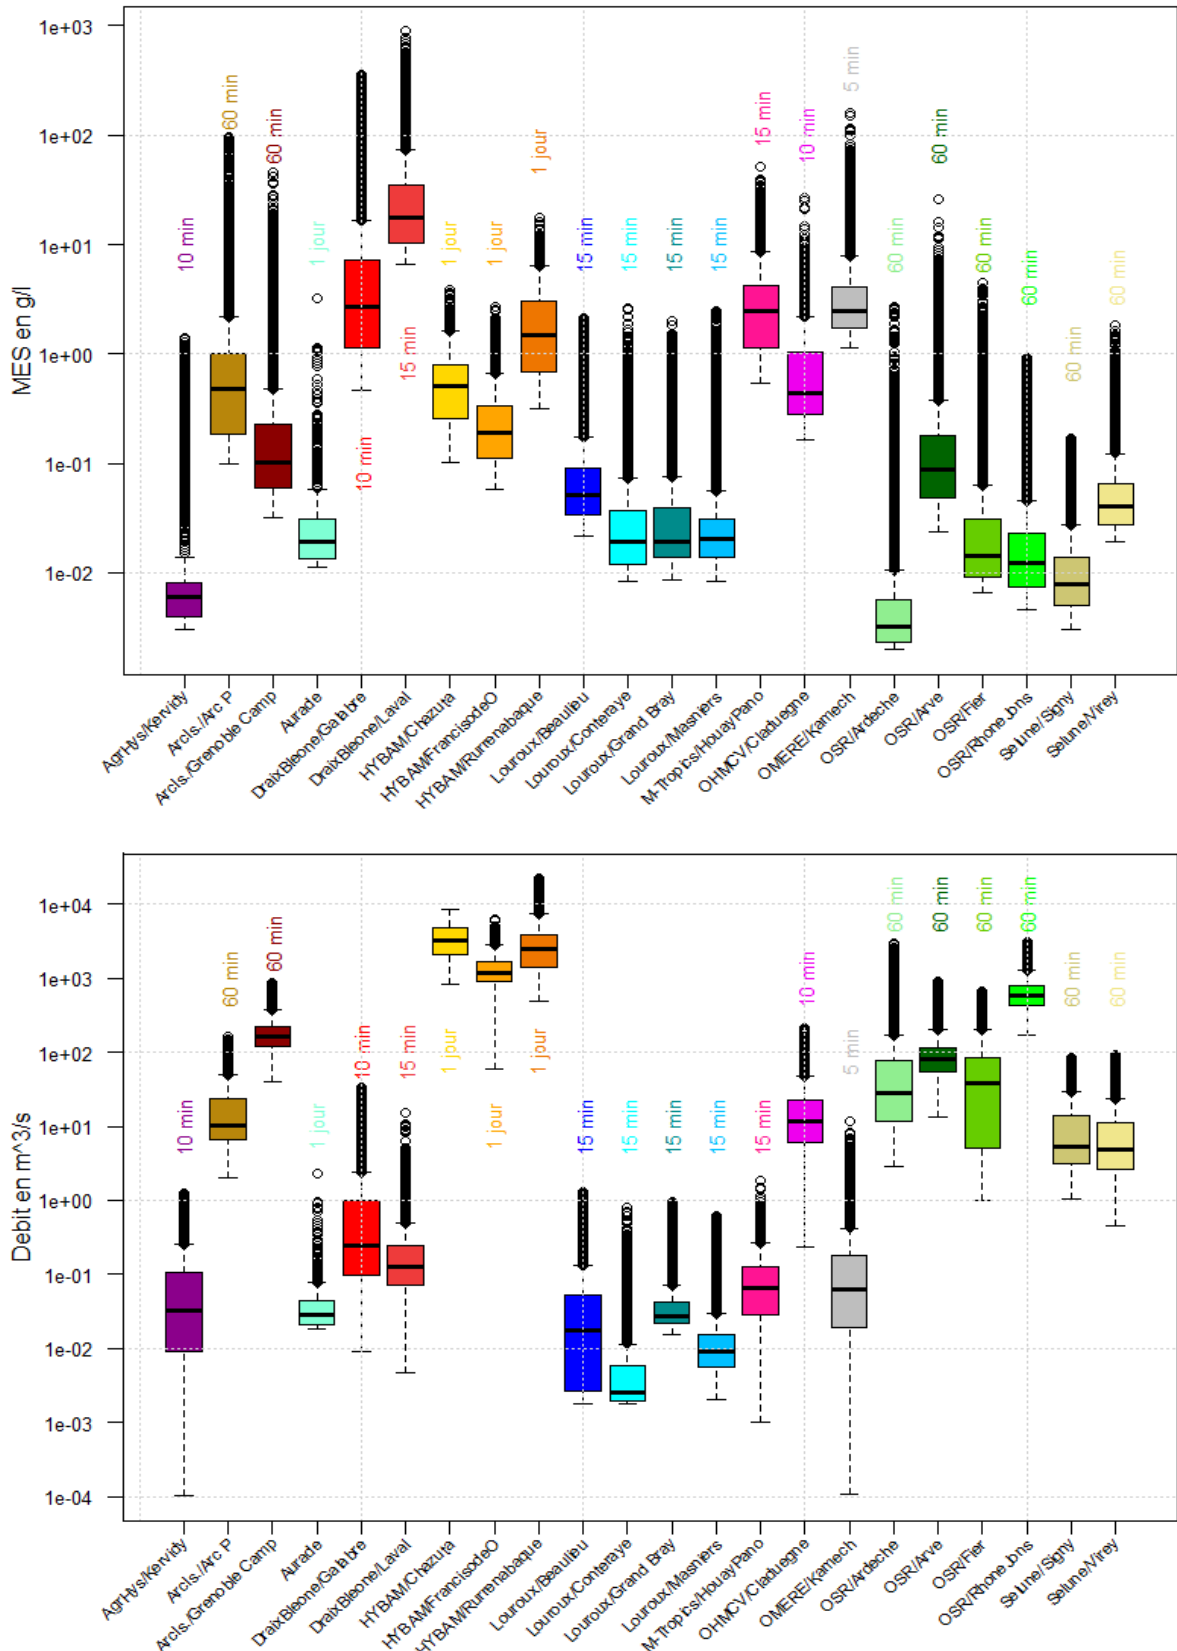 MES en g/l
1e+03
1e+02
1e+01
1e+00
1e-01
1e-02
10 min
60 min
60 min
1 jour
10 min
15 min
1 jour
1 jour
1 jour
15 min
15 min
15 min
15 min
15 min
10 min
5 min
60 min
60 min
60 min
60 min
60 min
60 min
AgrHys/Kervidy
Arcls./Arc P
Arcls./Grenoble Camp
Aurade
DraixBleone/Galabre
DraixBleone/Laval
HYBAM/Chazuta
HYBAM/FrancisodeO
HYBAM/Rurrenabaque
Louroux/Beaulieu
Louroux/Conteraye
Louroux/Grand Bray
Louroux/Masniers
M-Tropics/HouayPano
OHMCV/Claduegne
OMERE/Kamech
OSR/Ardeche
OSR/Arve
OSR/Fier
OSR/Rhone Jons
Selune/Signy
Selune/Virey
Debit en m^3/s
1e+04
1e+03
1e+02
1e+01
1e+00
1e-01
1e-02
1e-03
1e-04
10 min
60 min
60 min
1 jour
10 min
15 min
1 jour
1 jour
1 jour
15 min
15 min
15 min
15 min
15 min
10 min
5 min
60 min
60 min
60 min
60 min
60 min
60 min
AgrHys/Kervidy
Arcls./Arc P
Arcls./Grenoble Camp
Aurade
DraixBleone/Galabre
DraixBleone/Laval
HYBAM/Chazuta
HYBAM/FrancisodeO
HYBAM/Rurrenabaque
Louroux/Beaulieu
Louroux/Conteraye
Louroux/Grand Bray
Louroux/Masniers
M-Tropics/HouayPano
OHMCV/Claduegne
OMERE/Kamech
OSR/Ardeche
OSR/Arve
OSR/Fier
OSR/Rhone Jons
Selune/Signy
Selune/Virey